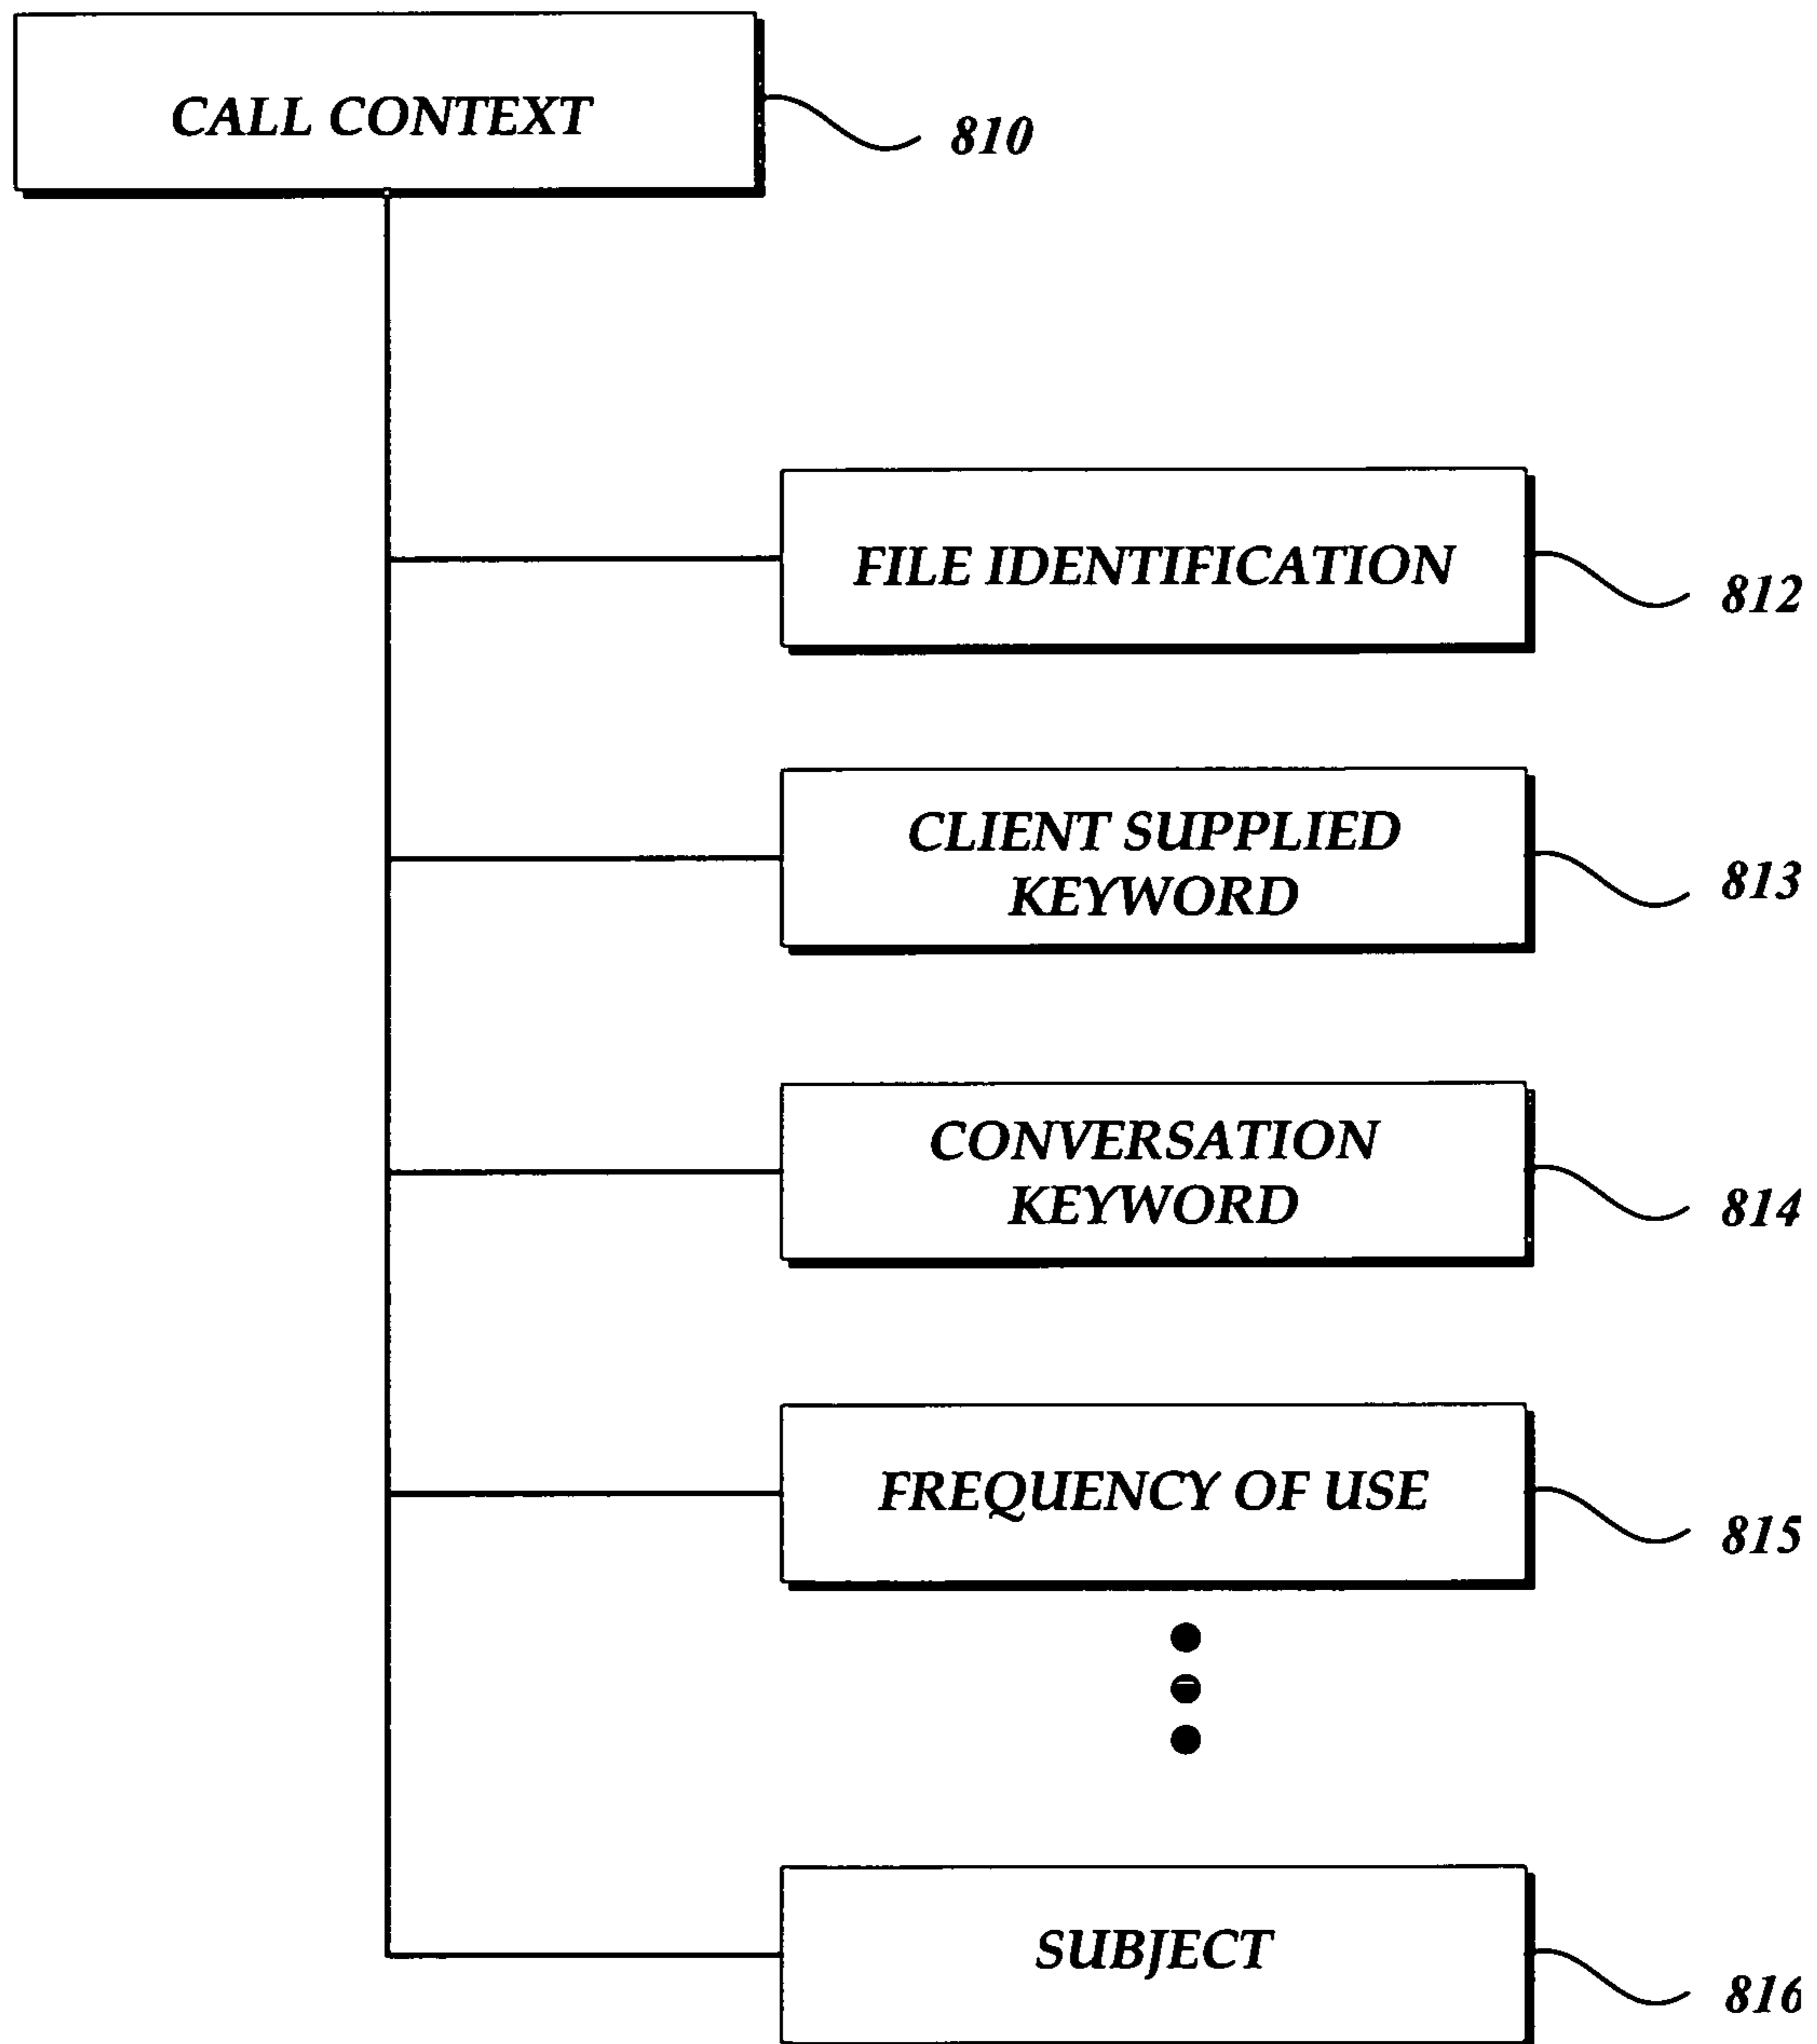 CALL CONTEXT
810
FILE IDENTIFICATION
812
CLIENT SUPPLIED
KEYWORD
813
CONVERSATION
KEYWORD
814
FREQUENCY OF USE
815
SUBJECT
816